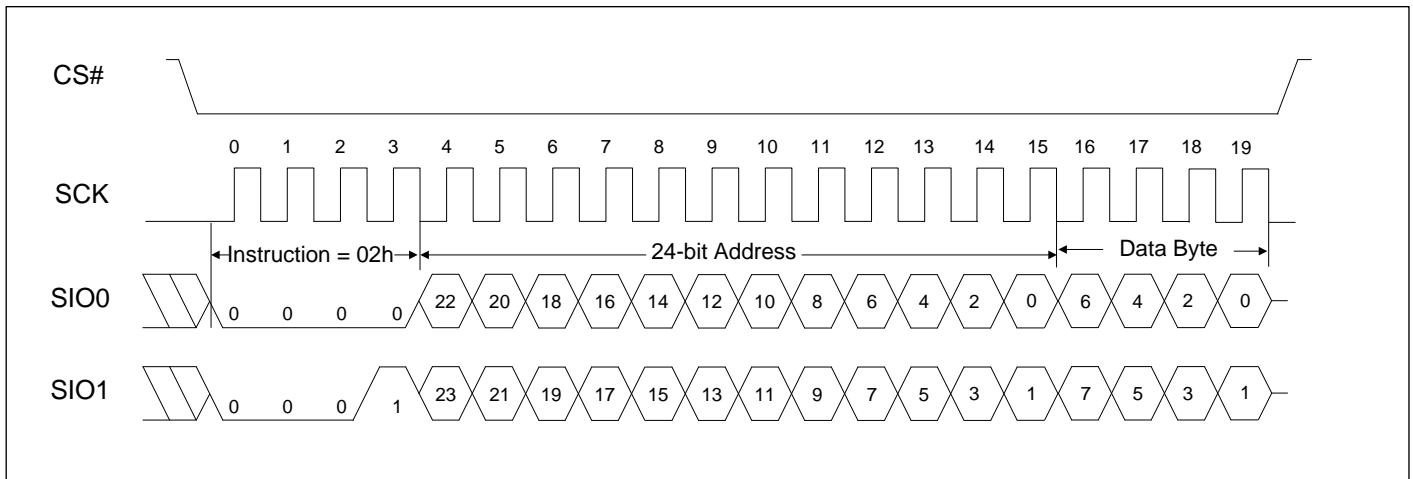 CS#
0 1 2 3 4 5 6 7 8 9 10 11 12 13 14 15 16 17 18 19
SCK
Instruction = 02h 24-bit Address Data Byte
SIO0 0 0 0 0 22 20 18 16 14 12 10 8 6 4 2 0 6 4 2 0
SIO1 0 0 0 1 23 21 19 17 15 13 11 9 7 5 3 1 7 5 3 1